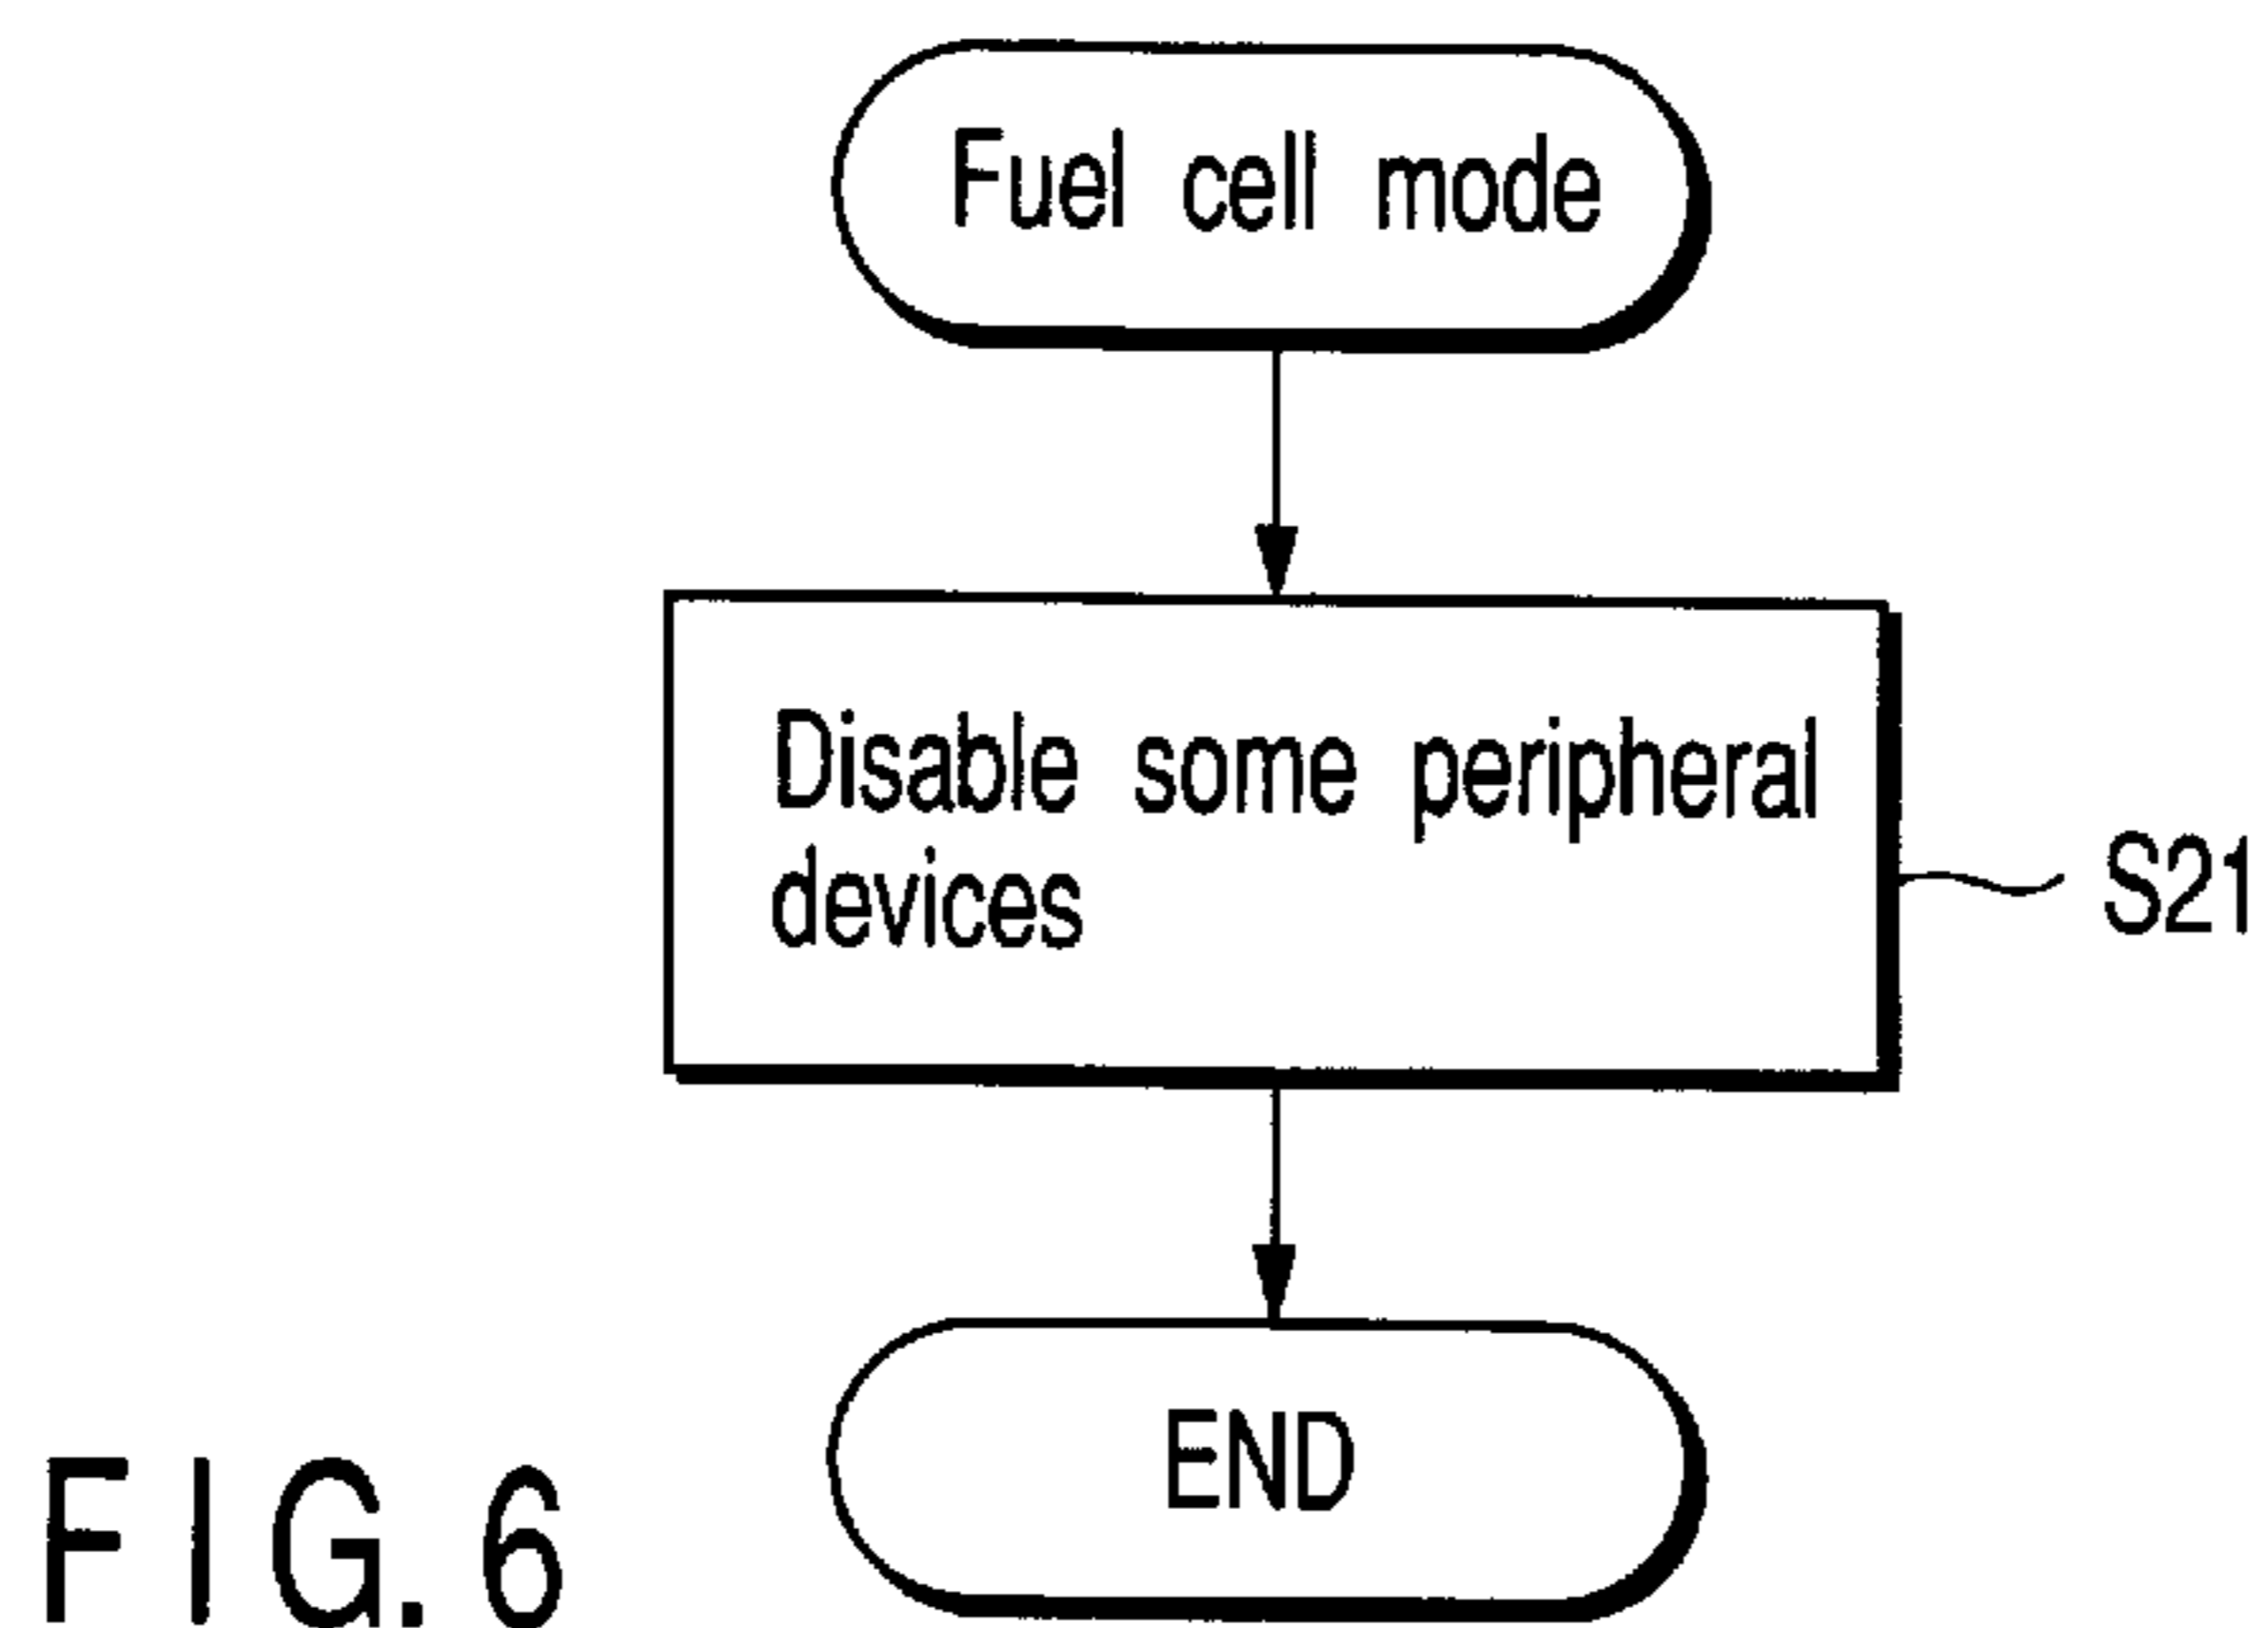 Fuel cell mode
Disable some peripheral
devices
S21
END
FIG. 6